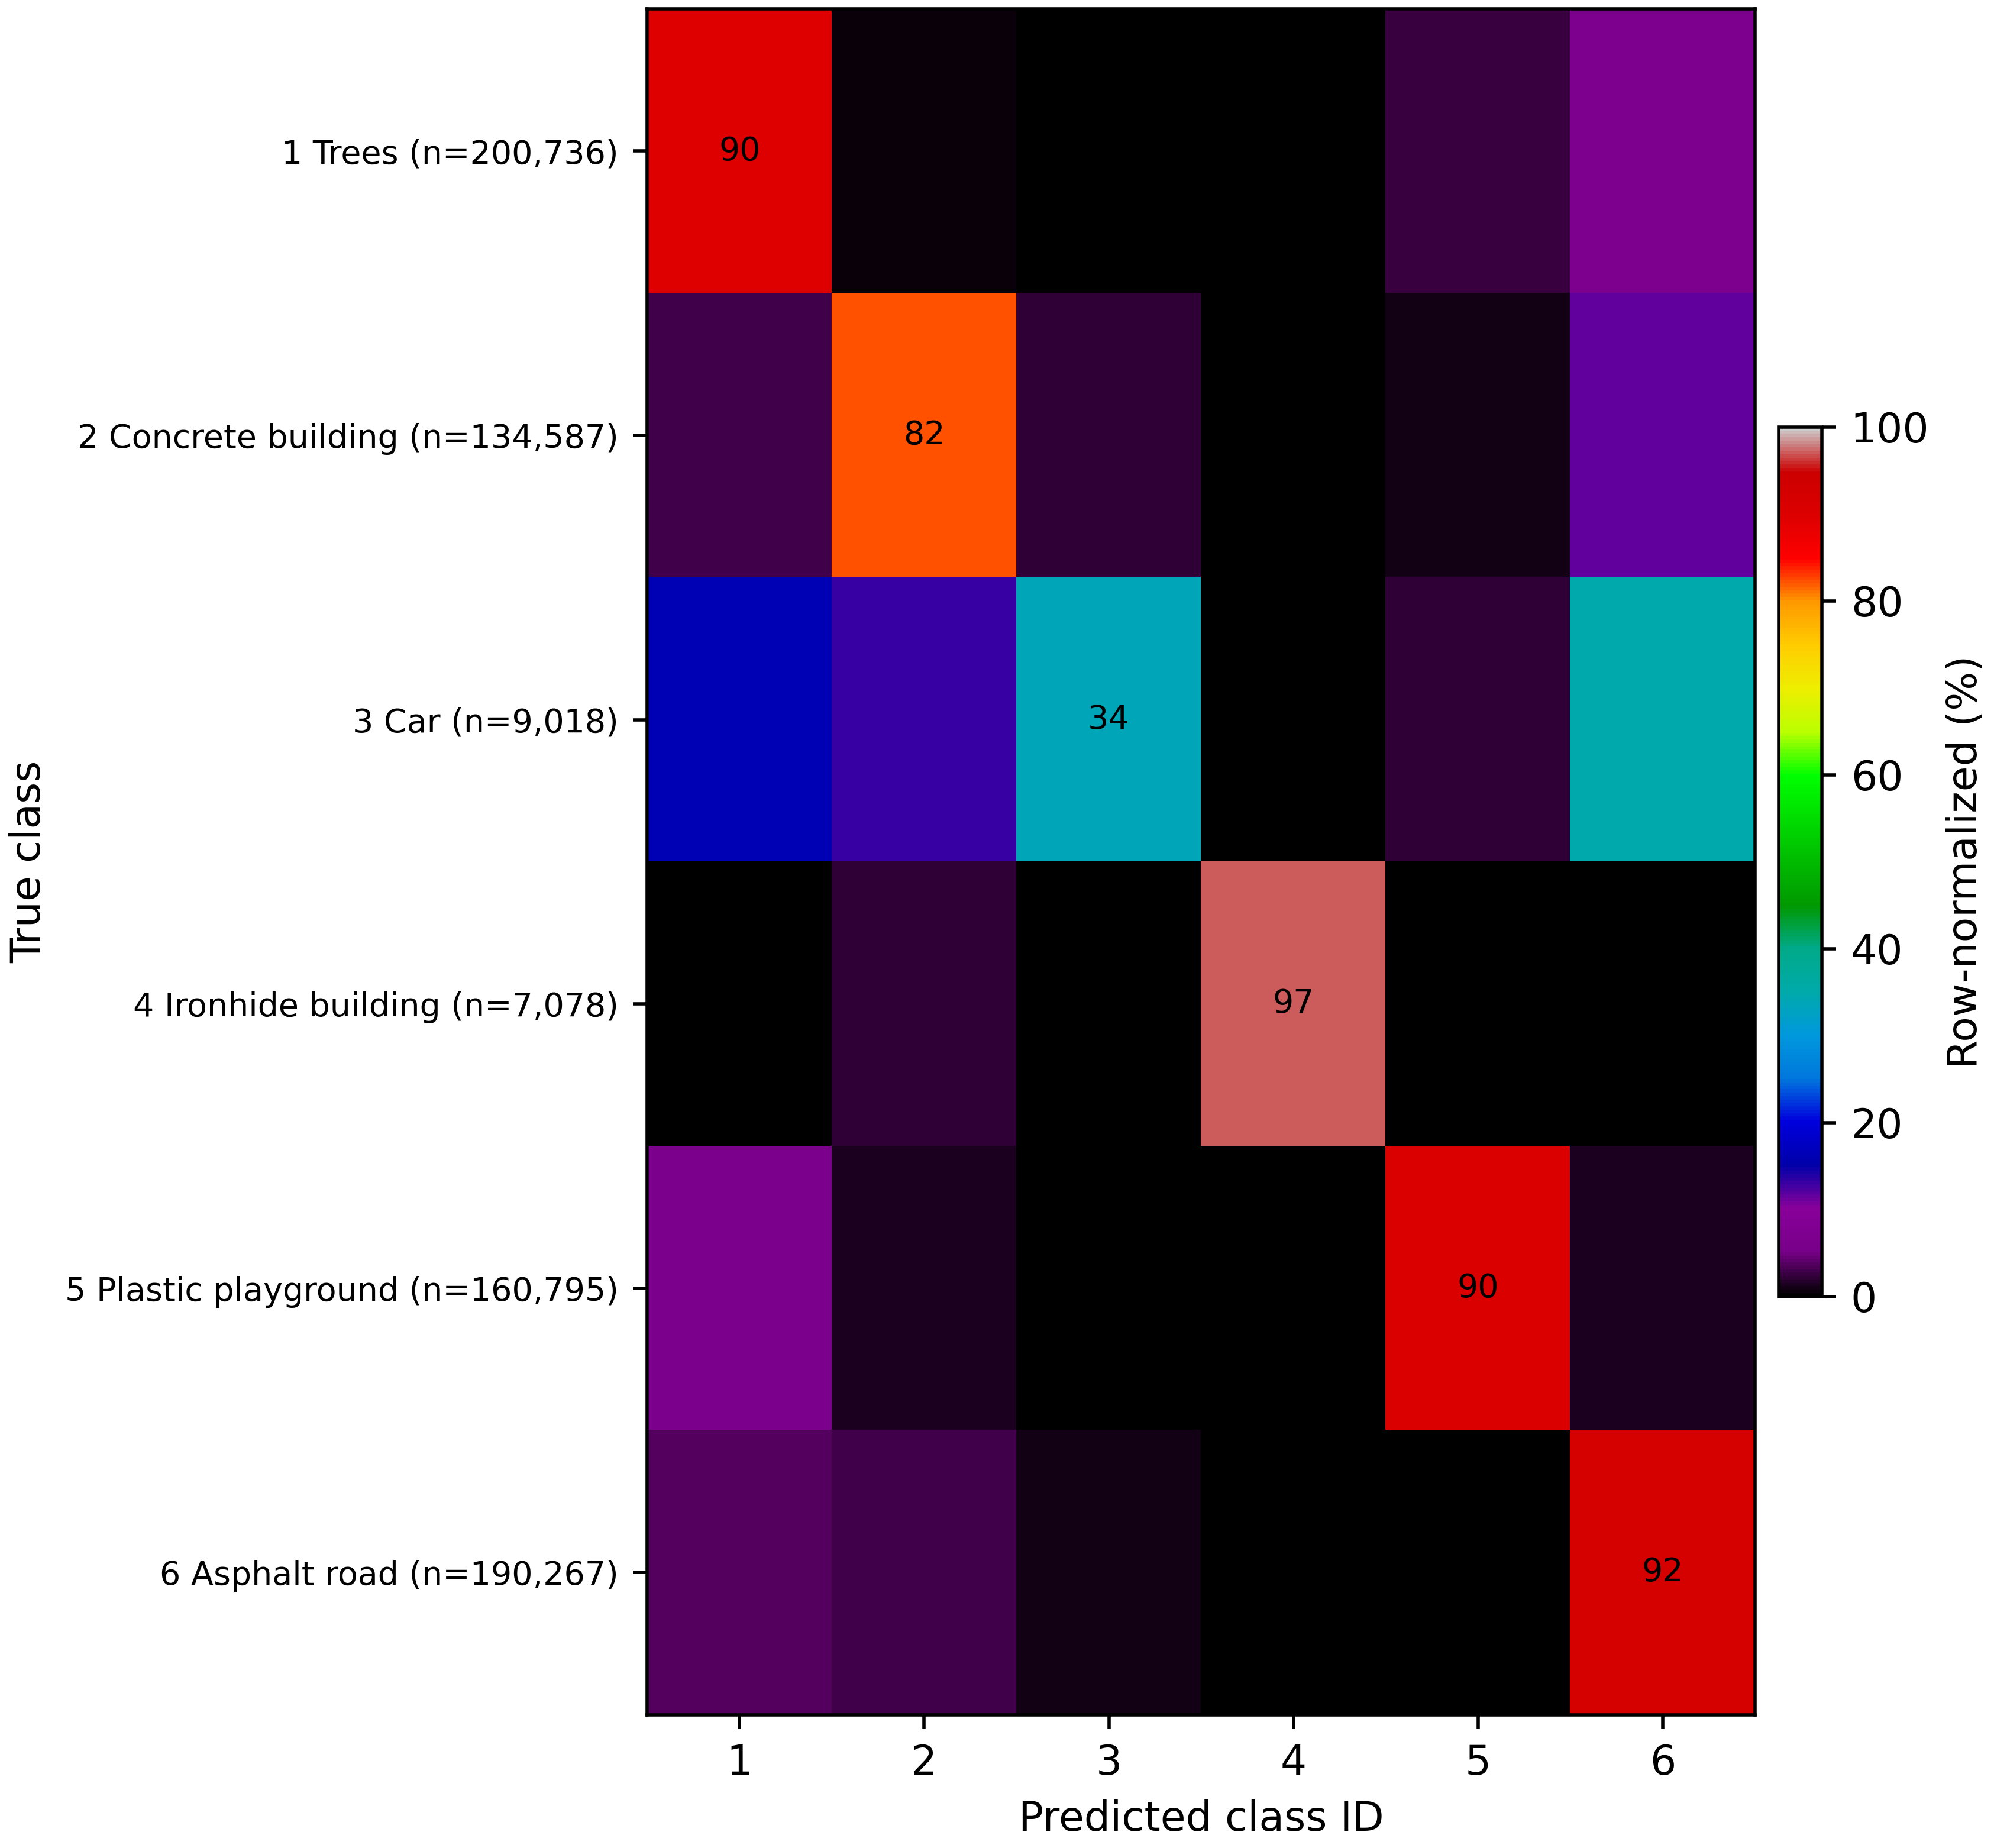 1 Trees (n=200,736)
90
2 Concrete building (n=134,587)
82
3 Car (n=9,018)
34
4 Ironhide building (n=7,078)
97
5 Plastic playground (n=160,795)
90
6 Asphalt road (n=190,267)
92
True class
1 2 3 4 5 6
Predicted class ID
100
80
60
40
20
0
Row-normalized (%)